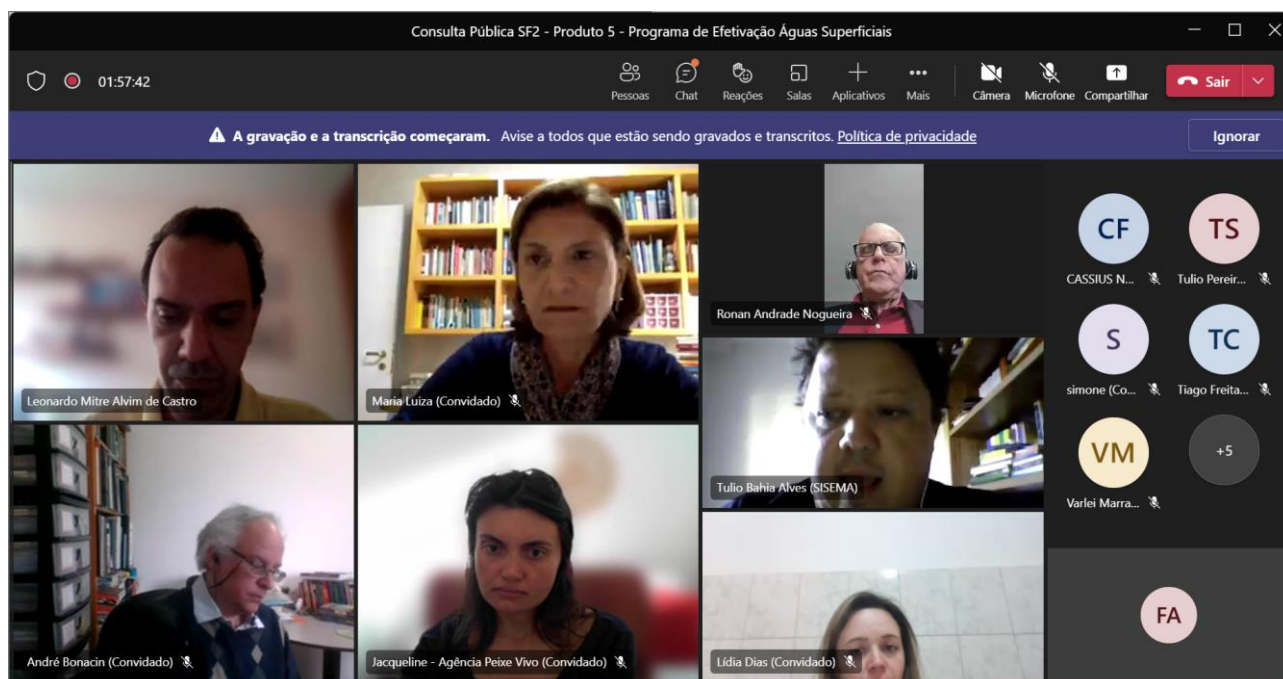 Consulta Pública SF2 - Produto 5 - Programa de Efetivação Águas Superficiais
01:57:42
Pessoas
Chat
Reações
Salas
Aplicativos
Mais
Câmera
Microfone
Compartilhar
Sair
A gravação e a transcrição começaram. Avise a todos que estão sendo gravados e transcritos. Política de privacidade
Ignorar
Leonardo Mitre Alvim de Castro
Maria Luiza (Convidado)
Ronan Andrade Nogueira
Tulio Bahia Alves (SISEMA)
André Bonacin (Convidado)
Jacqueline - Agência Peixe Vivo (Convidado)
Lídia Dias (Convidado)
CF
CASSIUS N...
TS
Tulio Pereir...
S
simone (Co...
TC
Tiago Freita...
VM
Varlei Marra...
+5
FA